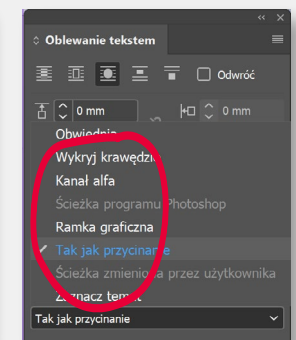 Oblewanie tekstem
Odwróć
0 mm
0 mm
Obwiednia
Wykryj krawędzie
Kanał alfa
Ścieżka programu Photoshop
Ramka graficzna
Tak jak przycinanie
Ścieżka zmieniona przez użytkownika
Zaznacz temat
Tak jak przycinanie